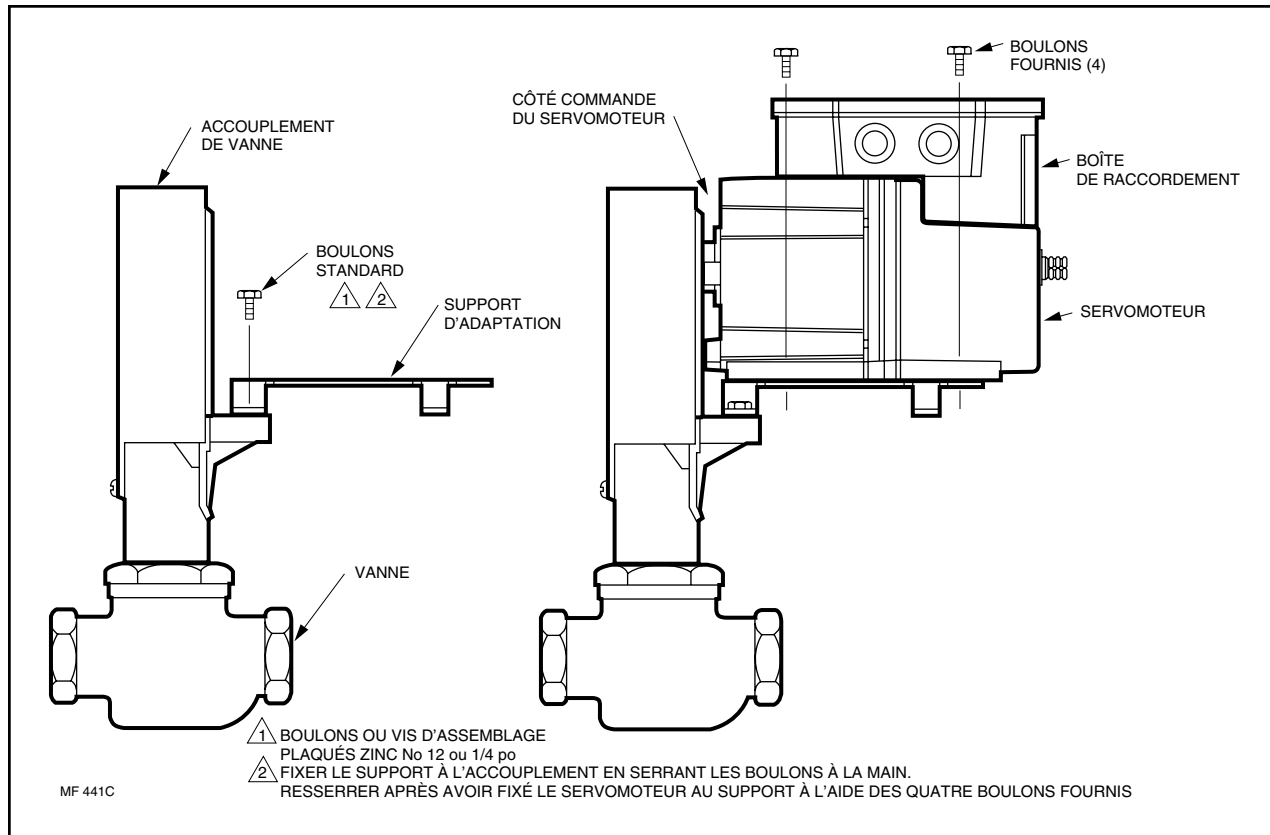 ACCOUPLEMENT
DE VANNE
BOULONS
STANDARD
1 2
SUPPORT
D'ADAPTATION
VANNE
BOULONS
FOURNIS (4)
CÔTÉ COMMANDE
DU SERVOMOTEUR
BOÎTE
DE RACCORDEMENT
SERVOMOTEUR
1 BOULONS OU VIS D'ASSEMBLAGE
PLAQUÉS ZINC No 12 ou 1/4 po
2 FIXER LE SUPPORT À L'ACCOUPLEMENT EN SERRANT LES BOULONS À LA MAIN.
RESSERRER APRÈS AVOIR FIXÉ LE SERVOMOTEUR AU SUPPORT À L'AIDE DES QUATRE BOULONS FOURNIS
MF 441C